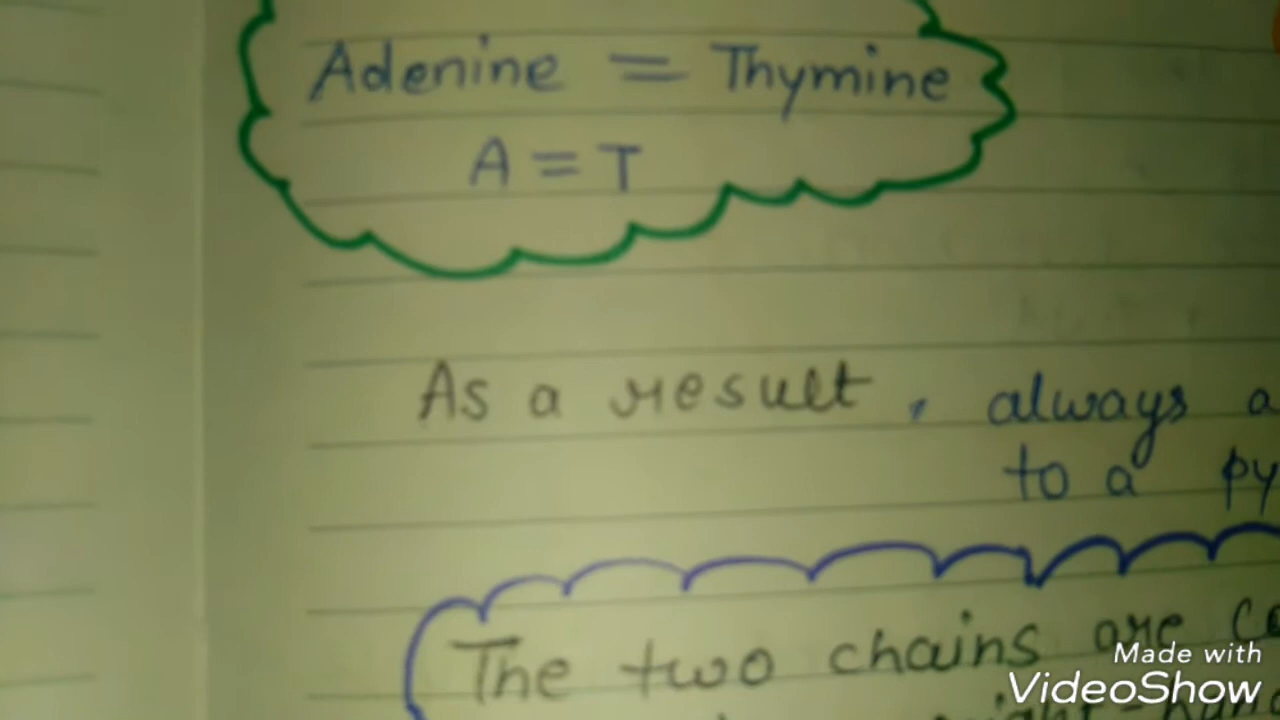 Adenine = Thymine
A = T
As a result, always a
to a py
The two chains are
Made with
VideoShow